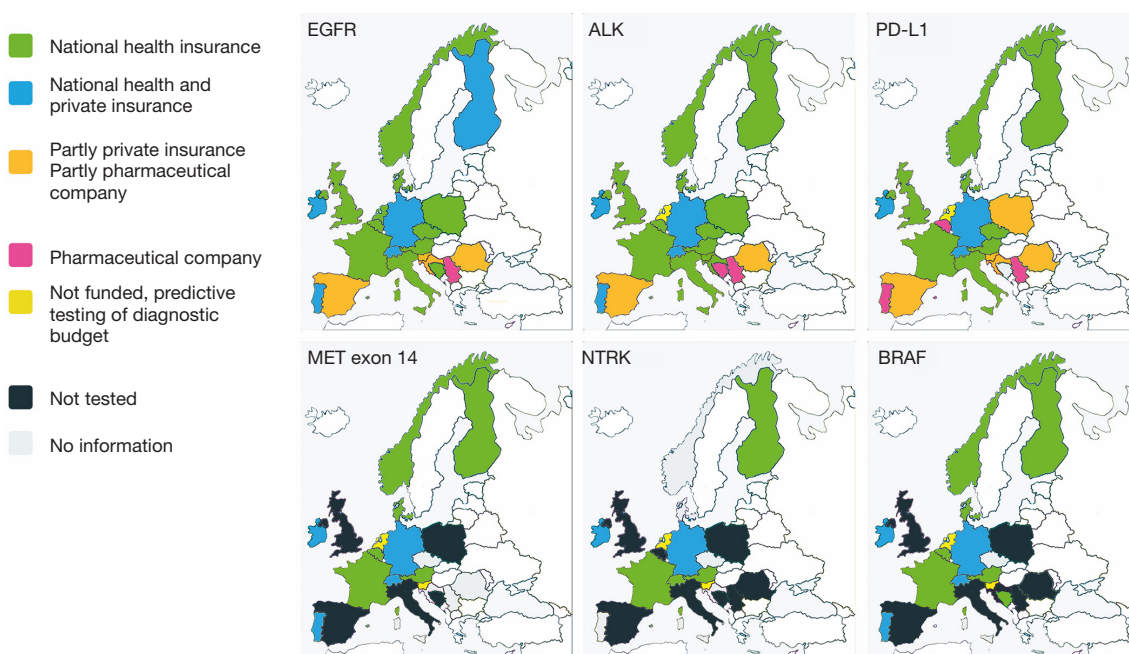 National health insurance
National health and
private insurance
Partly private insurance
Partly pharmaceutical
company
Pharmaceutical company
Not funded, predictive
testing of diagnostic
budget
Not tested
No information
EGFR
ALK
PD-L1
MET exon 14
NTRK
BRAF